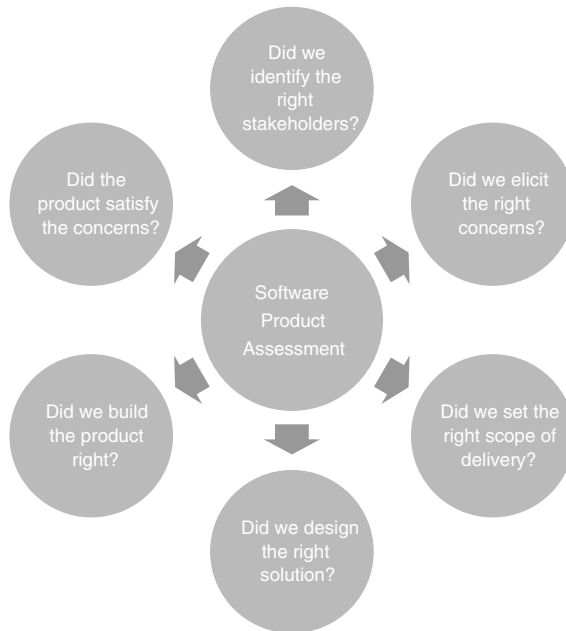 Did we
identify the
right
stakeholders?
Did the
product satisfy
the concerns?
Did we elicit
the right
concerns?
Software
Product
Assessment
Did we build
the product
right?
Did we set the
right scope of
delivery?
Did we design
the right
solution?